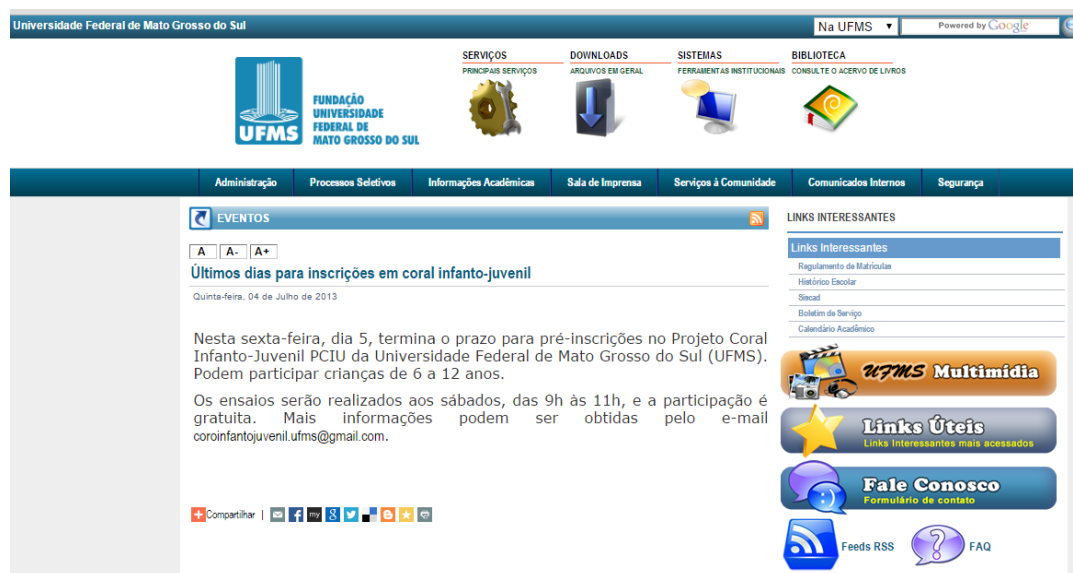 Universidade Federal de Mato Grosso do Sul
Na UFMS
Powered by Google
UFMS
FUNDAÇÃO
UNIVERSIDADE
FEDERAL DE
MATO GROSSO DO SUL
SERVIÇOS
PRINCIPAIS SERVIÇOS
DOWNLOADS
ARQUIVOS EM GERAL
SISTEMAS
FERRAMENTAS INSTITUCIONAIS
BIBLIOTECA
CONSULTE O ACERVO DE LIVROS
Administração Processos Seletivos Informações Acadêmicas Sala de Imprensa Serviços à Comunidade Comunicados Internos Segurança
EVENTOS
A A- A+
Últimos dias para inscrições em coral infanto-juvenil
Quinta-feira, 04 de Julho de 2013
Nesta sexta-feira, dia 5, termina o prazo para pré-inscrições no Projeto Coral
Infanto-Juvenil PCIU da Universidade Federal de Mato Grosso do Sul (UFMS).
Podem participar crianças de 6 a 12 anos.
Os ensaios serão realizados aos sábados, das 9h às 11h, e a participação é
gratuita. Mais informações podem ser obtidas pelo e-mail
coroinfantojuvenil.ufms@gmail.com.
Compartilhar |
my
LINKS INTERESSANTES
Links Interessantes
Regulamento de Matrículas
Histórico Escolar
Siscad
Boletim de Serviço
Calendário Acadêmico
UFMS Multimídia
Links Úteis
Links Interessantes mais acessados
Fale Conosco
Formulário de contato
Feeds RSS
FAQ